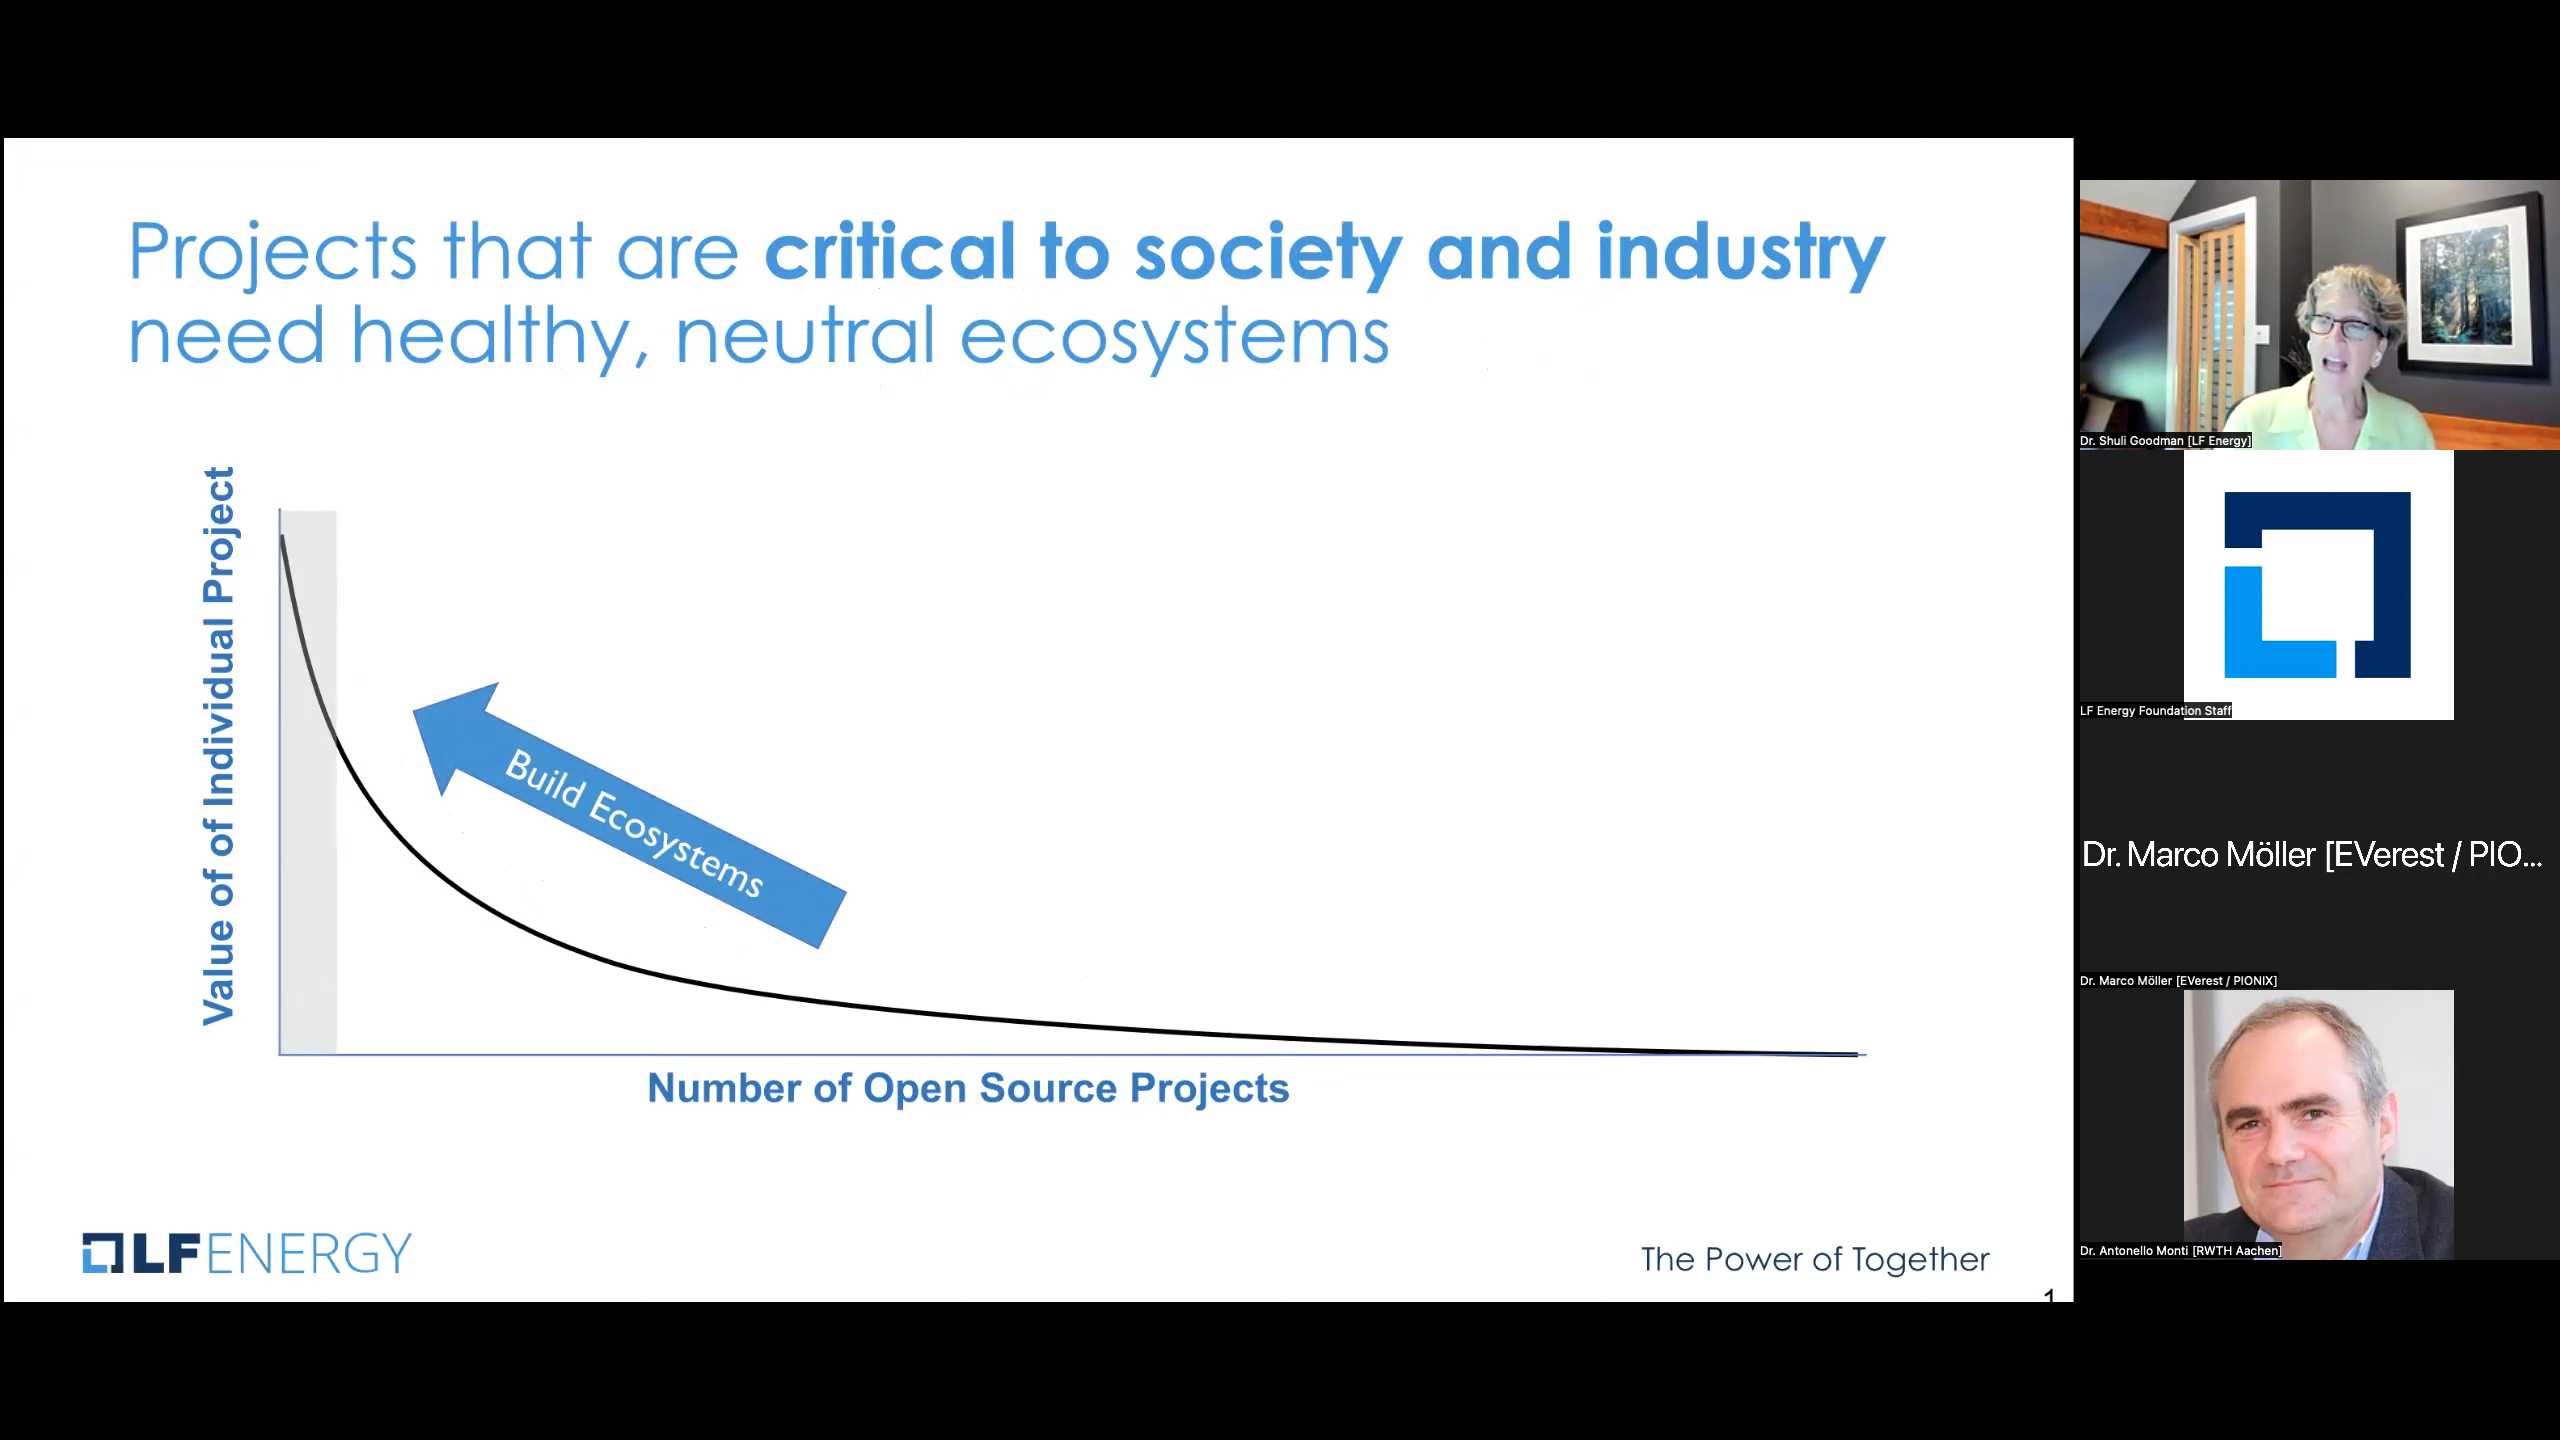 Projects that are critical to society and industry
need healthy, neutral ecosystems
Value of of Individual Project
Build Ecosystems
Number of Open Source Projects
LFENERGY
The Power of Together
1
Dr. Shuli Goodman [LF Energy]
LF Energy Foundation Staff
Dr. Marco Möller [EVerest / PIO...
Dr. Marco Möller [EVerest / PIONIX]
Dr. Antonello Monti [RWTH Aachen]